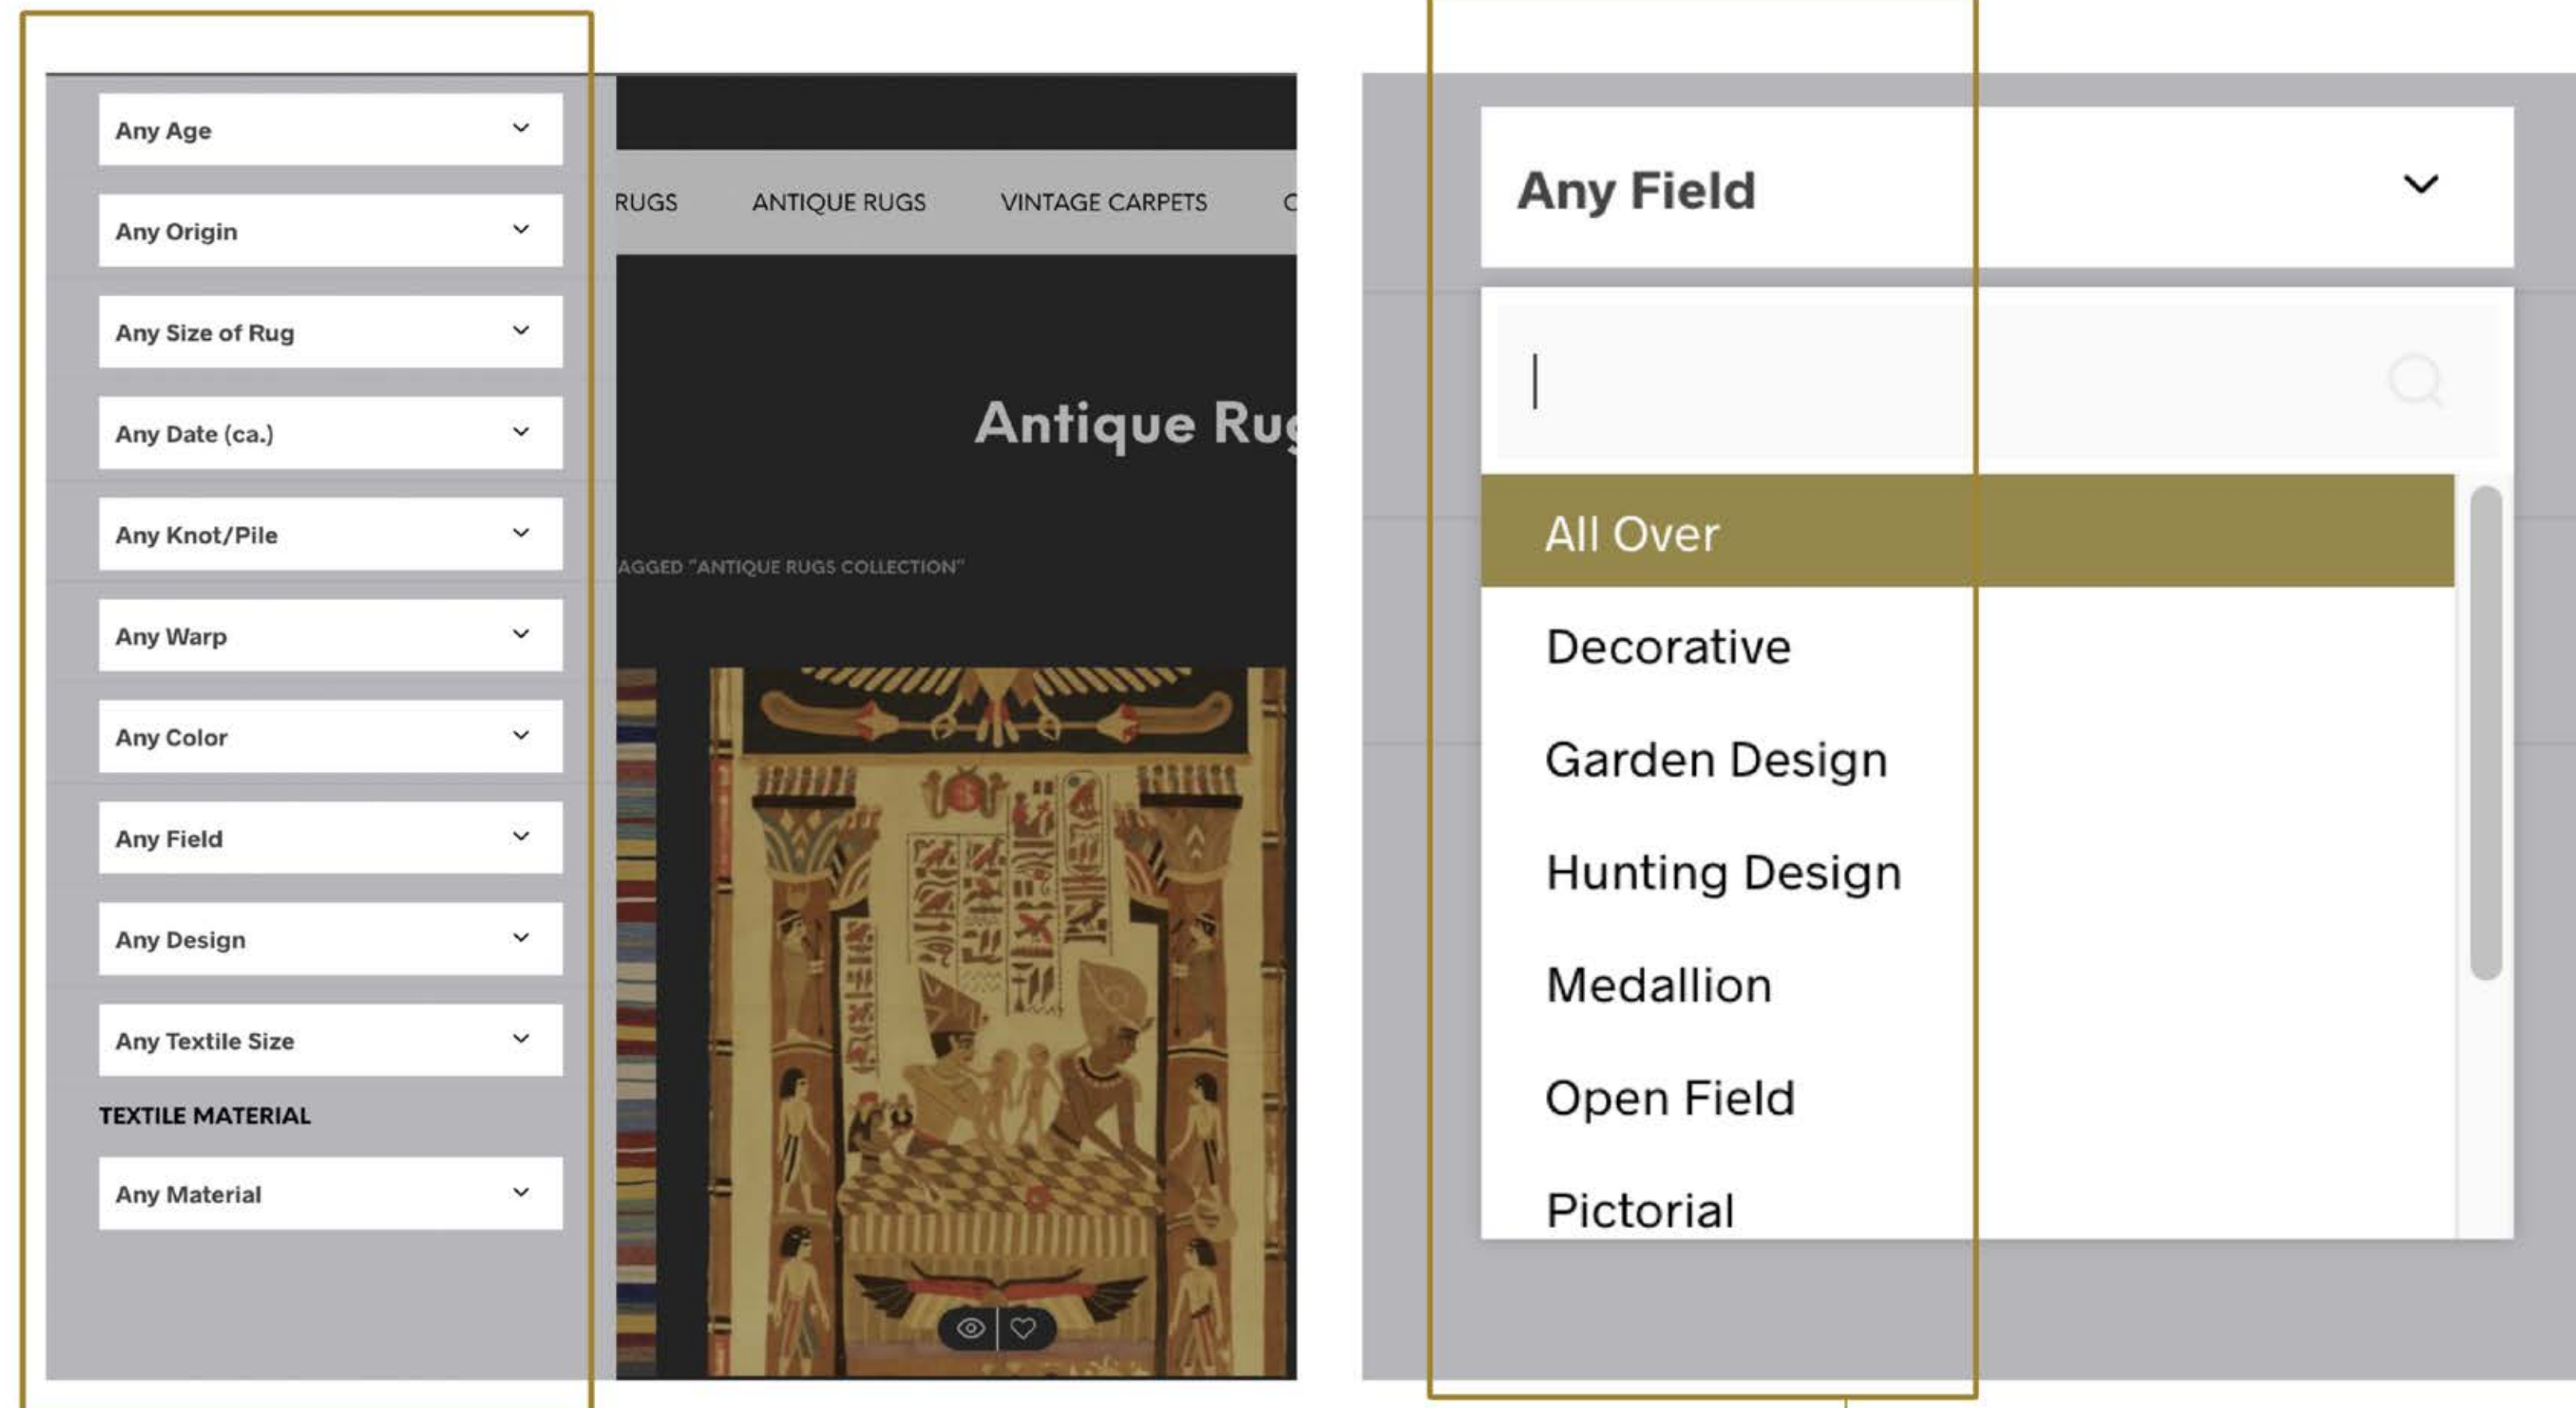 Any Age
Any Origin
Any Size of Rug
Any Date (ca.)
Any Knot/Pile
Any Warp
Any Color
Any Field
Any Design
Any Textile Size
TEXTILE MATERIAL
Any Material
RUGS ANTIQUE RUGS VINTAGE CARPETS C
Antique Rug
AGGED "ANTIQUE RUGS COLLECTION"
Any Field
All Over
Decorative
Garden Design
Hunting Design
Medallion
Open Field
Pictorial